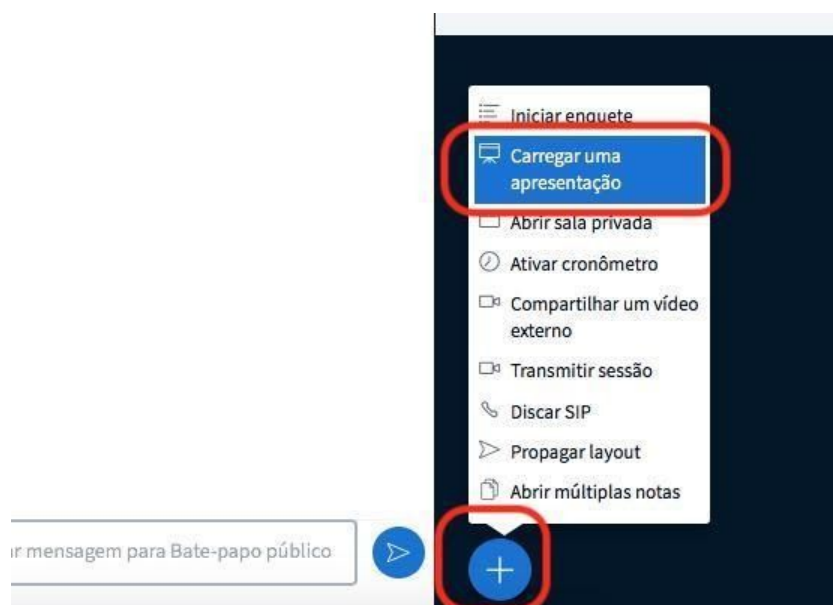 Iniciar enquete
Carregar uma
apresentação
Abrir sala privada
Ativar cronômetro
Compartilhar um vídeo
externo
Transmitir sessão
Discar SIP
Propagar layout
Abrir múltiplas notas
mensagem para Bate-papo público